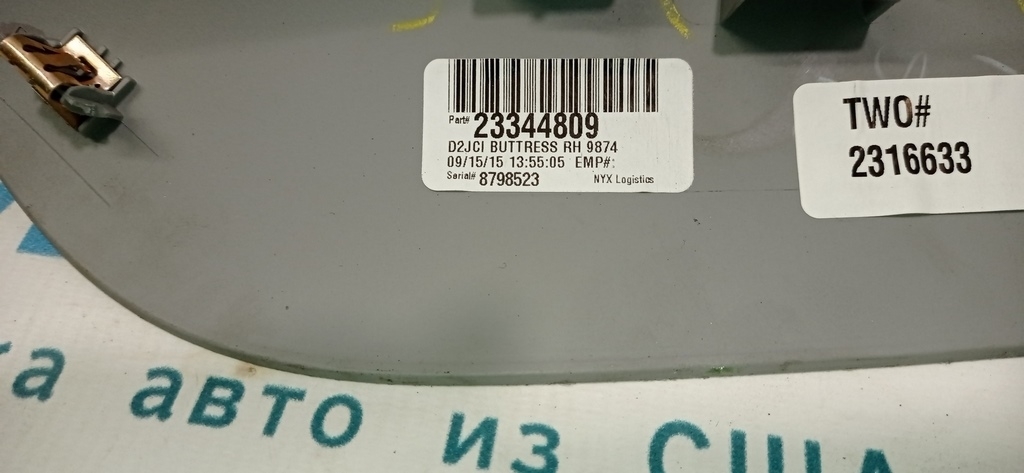 Part# 23344809
D2JCI BUTTRESS RH 9874
09/15/15 13:55:05 EMP#:
Serial# 8798523 NYX Logistics
TWO#
2316633
авто из США